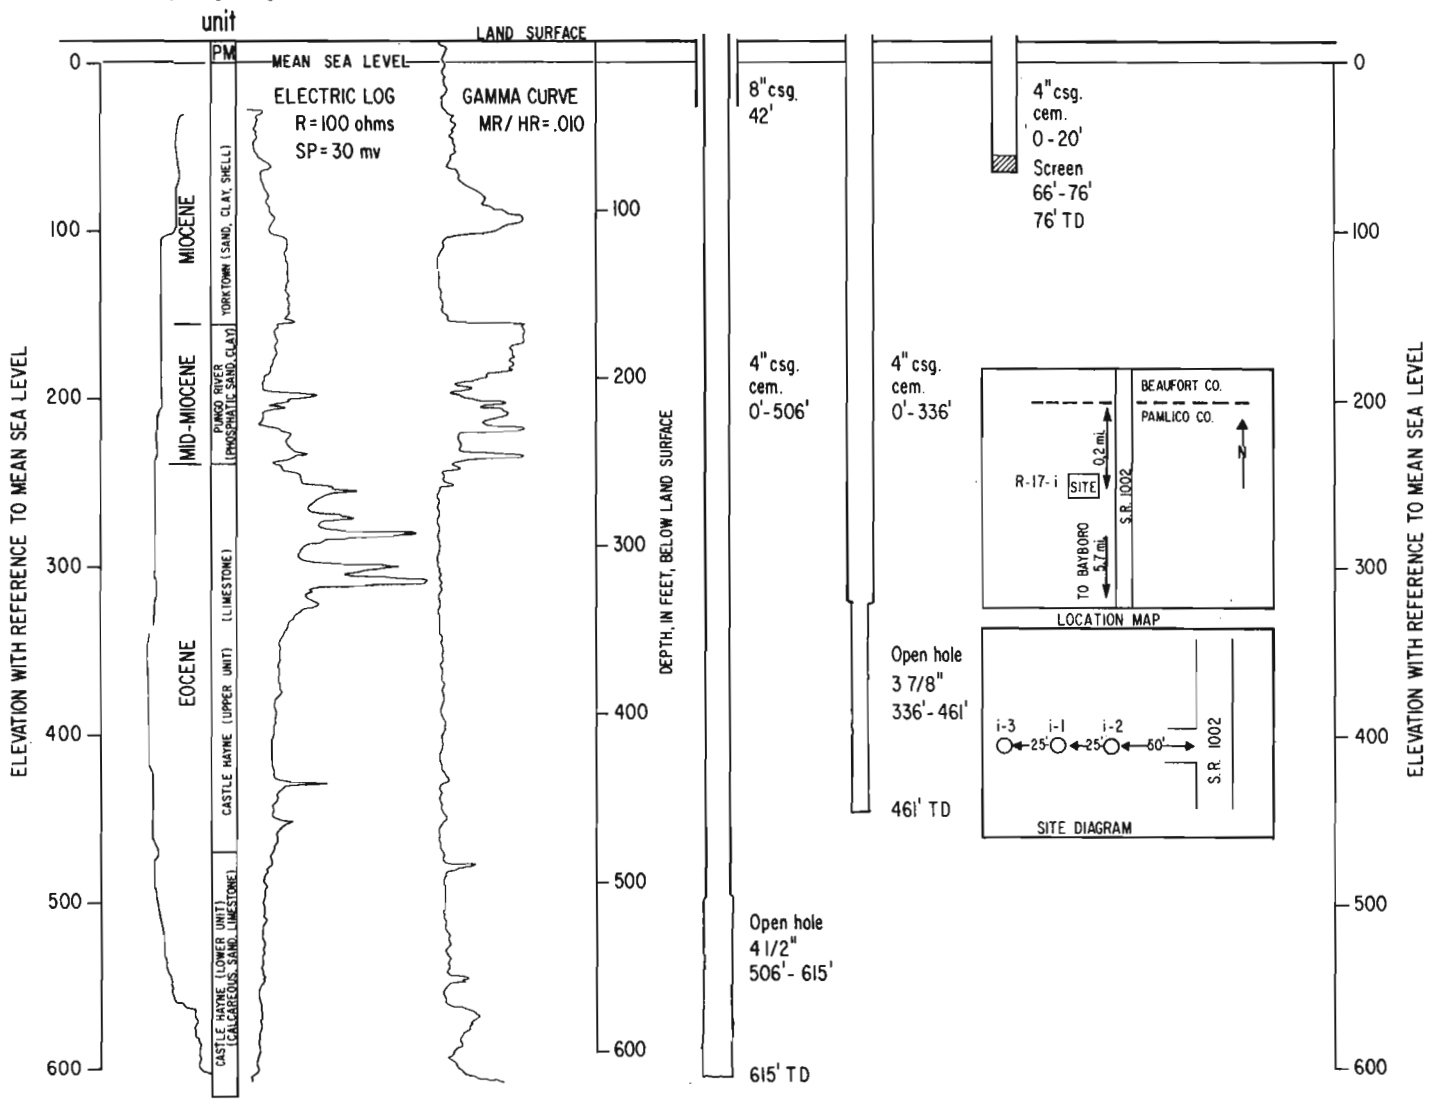 unit
PM
LAND SURFACE
MEAN SEA LEVEL
ELECTRIC LOG
R = 100 ohms
SP = 30 mv
GAMMA CURVE
MR/ HR = .010
ELEVATION WITH REFERENCE TO MEAN SEA LEVEL
0
100
200
300
400
500
600
MIOCENE
MID-MIOCENE
EOCENE
YORKTOWN (SAND, CLAY, SHELL)
PUNGO RIVER
(PHOSPHATIC SAND, CLAY)
CASTLE HAYNE (UPPER UNIT) (LIMESTONE)
CASTLE HAYNE (LOWER UNIT)
(CALCAREOUS, SAND, LIMESTONE)
100
200
300
400
500
600
DEPTH, IN FEET, BELOW LAND SURFACE
8" csg.
42'
4" csg.
cem.
0'-506'
Open hole
4 1/2"
506' - 615'
615' TD
4" csg.
cem.
0'-336'
Open hole
3 7/8"
336'-461'
461' TD
4" csg.
cem.
0-20'
Screen
66'-76'
76' TD
BEAUFORT CO.
PAMLICO CO.
0.2 mi.
N
R-17-i
SITE
S.R. 1002
TO BAYBORO
5.7 mi.
LOCATION MAP
i-3
i-1
i-2
25'
25'
50'
S.R. 1002
SITE DIAGRAM
0
100
200
300
400
500
600
ELEVATION WITH REFERENCE TO MEAN SEA LEVEL